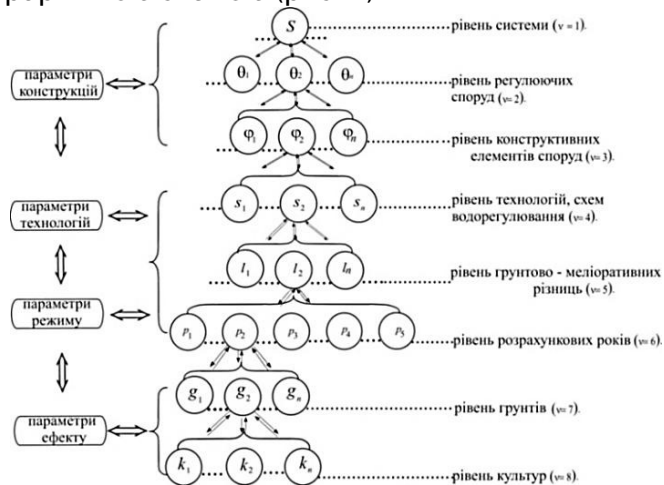 S
рівень системи (ν=1).
θ1 θ2 θn
параметри
конструкцій
рівень регулюючих
споруд (ν=2).
φ1 φ2 φn
рівень конструктивних
елементів споруд (ν=3).
s1 s2 sn
параметри
технологій
рівень технологій, схем
водорегулювання (ν=4).
l1 l2 ln
рівень грунтово - меліоративних
різниць (ν=5).
параметри
режиму
p1 p2 p3 p4 p5
рівень розрахункових років (ν=6).
g1 g2 gn
рівень грунтів (ν=7).
параметри
ефекту
k1 k2 kn
рівень культур (ν=8).